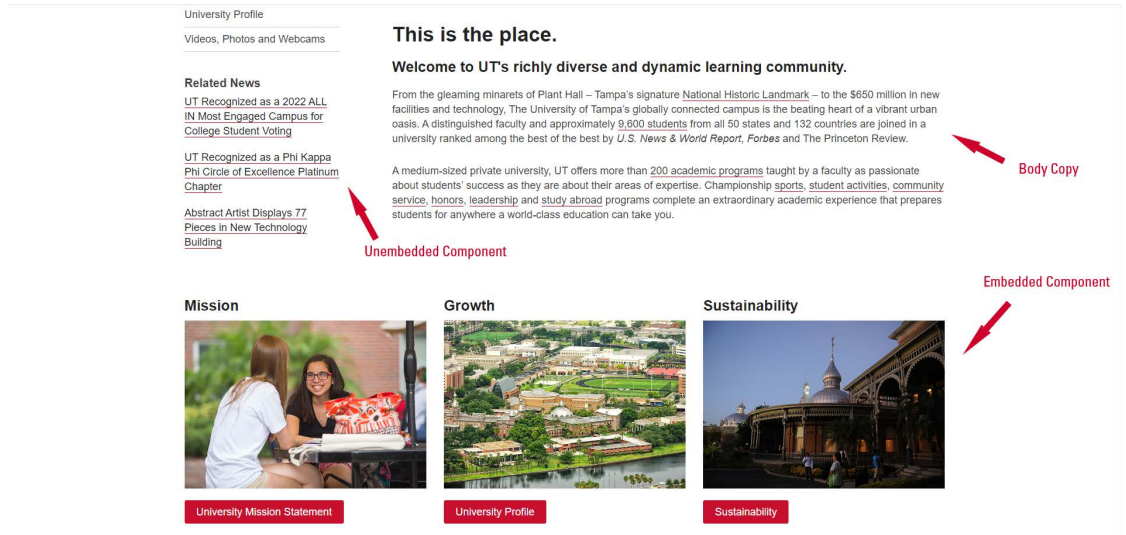 University Profile
Videos, Photos and Webcams
Related News
UT Recognized as a 2022 ALL
IN Most Engaged Campus for
College Student Voting
UT Recognized as a Phi Kappa
Phi Circle of Excellence Platinum
Chapter
Abstract Artist Displays 77
Pieces in New Technology
Building
Unembedded Component
This is the place.
Welcome to UT's richly diverse and dynamic learning community.
From the gleaming minarets of Plant Hall – Tampa's signature National Historic Landmark – to the $650 million in new
facilities and technology, The University of Tampa's globally connected campus is the beating heart of a vibrant urban
oasis. A distinguished faculty and approximately 9,600 students from all 50 states and 132 countries are joined in a
university ranked among the best of the best by U.S. News & World Report, Forbes and The Princeton Review.
A medium-sized private university, UT offers more than 200 academic programs taught by a faculty as passionate
about students' success as they are about their areas of expertise. Championship sports, student activities, community
service, honors, leadership and study abroad programs complete an extraordinary academic experience that prepares
students for anywhere a world-class education can take you.
Body Copy
Embedded Component
Mission
Growth
Sustainability
University Mission Statement
University Profile
Sustainability